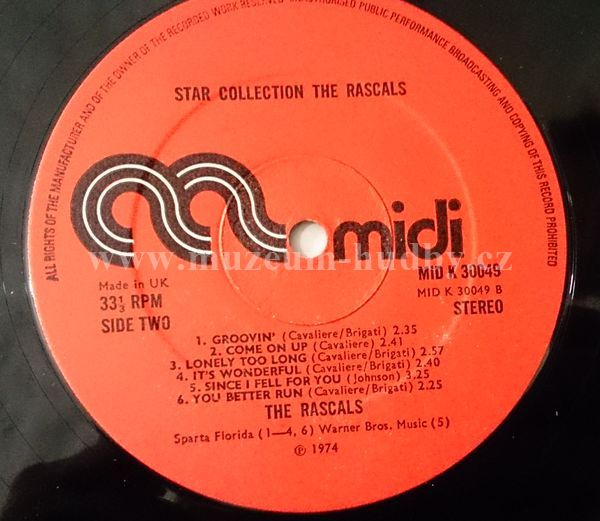 ALL RIGHTS OF THE MANUFACTURER AND OF THE OWNER OF THE RECORDED WORK RESERVED UNAUTHORISED PUBLIC PERFORMANCE BROADCASTING AND COPYING OF THIS RECORD PROHIBITED
STAR COLLECTION THE RASCALS
midi
www.muzeum-hudby.cz
Made in UK
33⅓ RPM
SIDE TWO
MID K 30049
MID K 30049 B
STEREO
1. GROOVIN' (Cavaliere/Brigati) 2.35
2. COME ON UP (Cavaliere) 2.41
3. LONELY TOO LONG (Cavaliere/Brigati) 2.57
4. IT'S WONDERFUL (Cavaliere/Brigati) 2.40
5. SINCE I FELL FOR YOU (Johnson) 3.25
6. YOU BETTER RUN (Cavaliere/Brigati) 2.25
THE RASCALS
Sparta Florida (1—4, 6) Warner Bros. Music (5)
℗ 1974